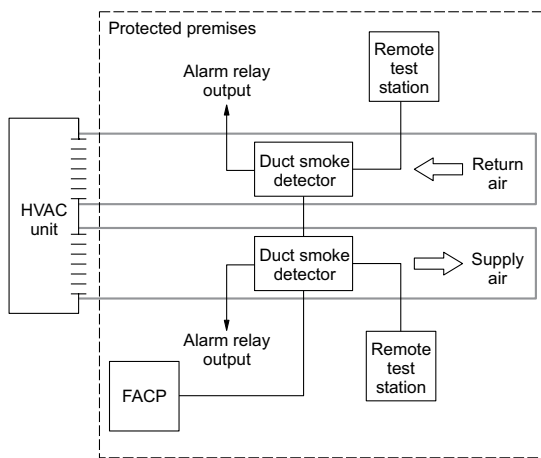 Protected premises
Alarm relay
output
Remote
test
station
HVAC
unit
Duct smoke
detector
Return
air
Duct smoke
detector
Supply
air
Alarm relay
output
Remote
test
station
FACP